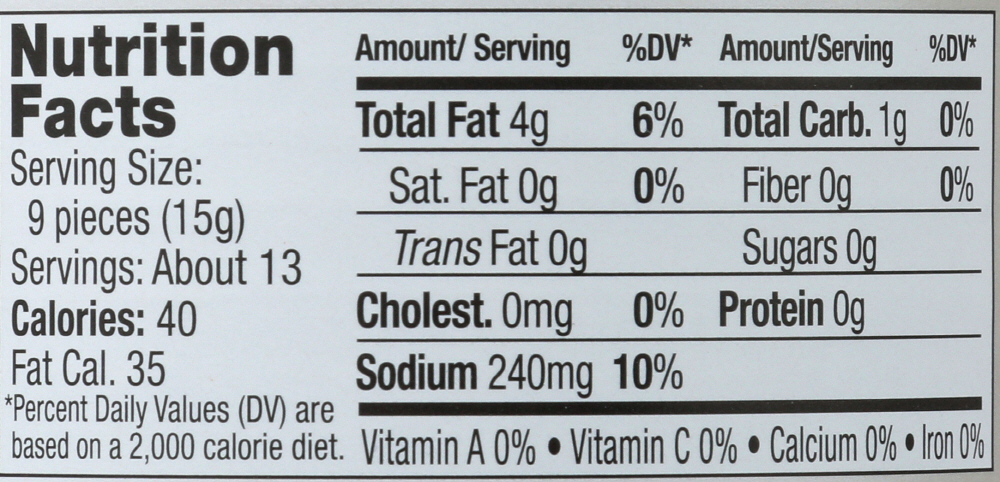 Nutrition
Facts
Serving Size:
9 pieces (15g)
Servings: About 13
Calories: 40
Fat Cal. 35
*Percent Daily Values (DV) are
based on a 2,000 calorie diet.
Amount/ Serving %DV* Amount/Serving %DV*
Total Fat 4g 6% Total Carb. 1g 0%
Sat. Fat 0g 0% Fiber 0g 0%
Trans Fat 0g Sugars 0g
Cholest. 0mg 0% Protein 0g
Sodium 240mg 10%
Vitamin A 0% • Vitamin C 0% • Calcium 0% • Iron 0%